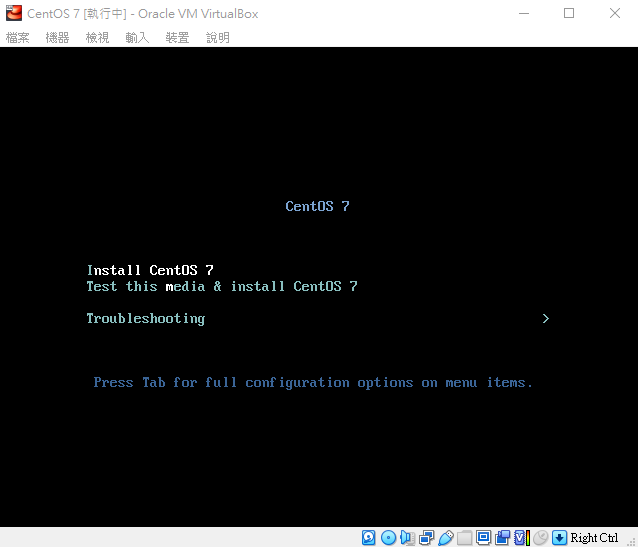 CentOS 7 [執行中] - Oracle VM VirtualBox
檔案 機器 檢視 輸入 裝置 說明
CentOS 7
Install CentOS 7
Test this media & install CentOS 7
Troubleshooting >
Press Tab for full configuration options on menu items.
Right Ctrl